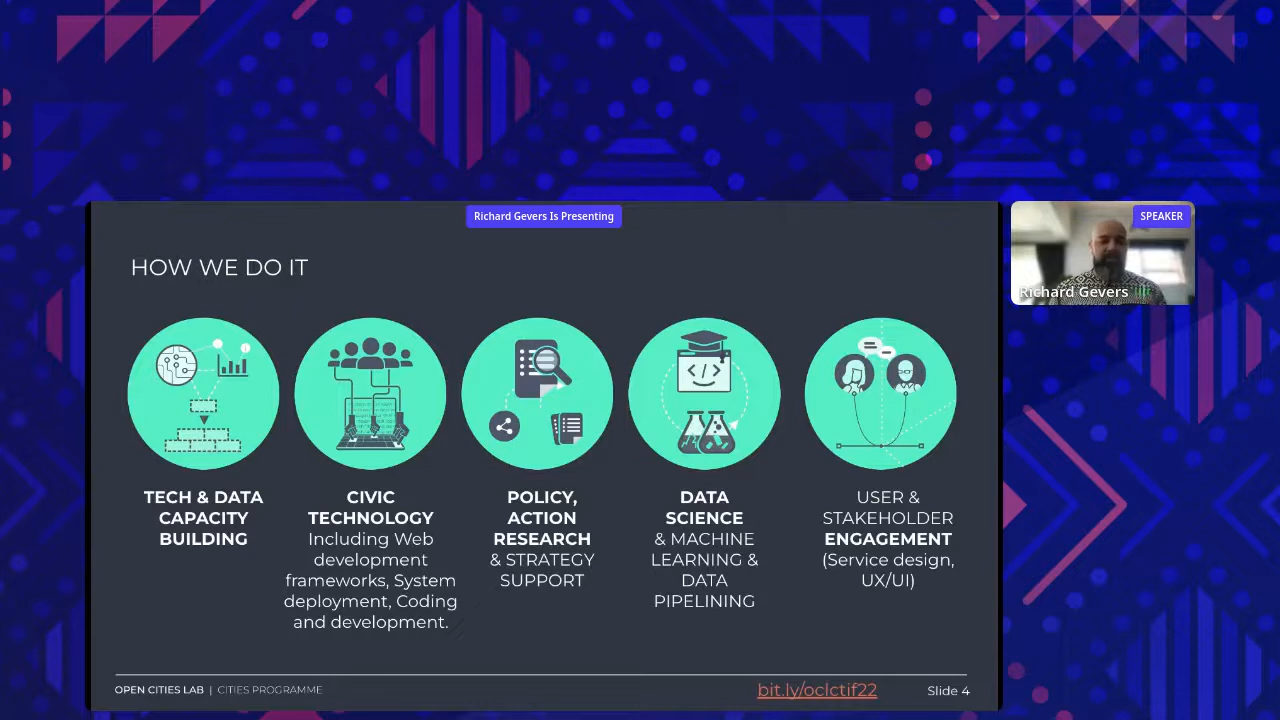 Richard Gevers Is Presenting
SPEAKER
Richard Gevers
HOW WE DO IT
TECH & DATA
CAPACITY
BUILDING
CIVIC
TECHNOLOGY
Including Web
development
frameworks, System
deployment, Coding
and development.
POLICY,
ACTION
RESEARCH
& STRATEGY
SUPPORT
DATA
SCIENCE
& MACHINE
LEARNING &
DATA
PIPELINING
USER &
STAKEHOLDER
ENGAGEMENT
(Service design,
UX/UI)
OPEN CITIES LAB | CITIES PROGRAMME
bit.ly/oclctif22
Slide 4